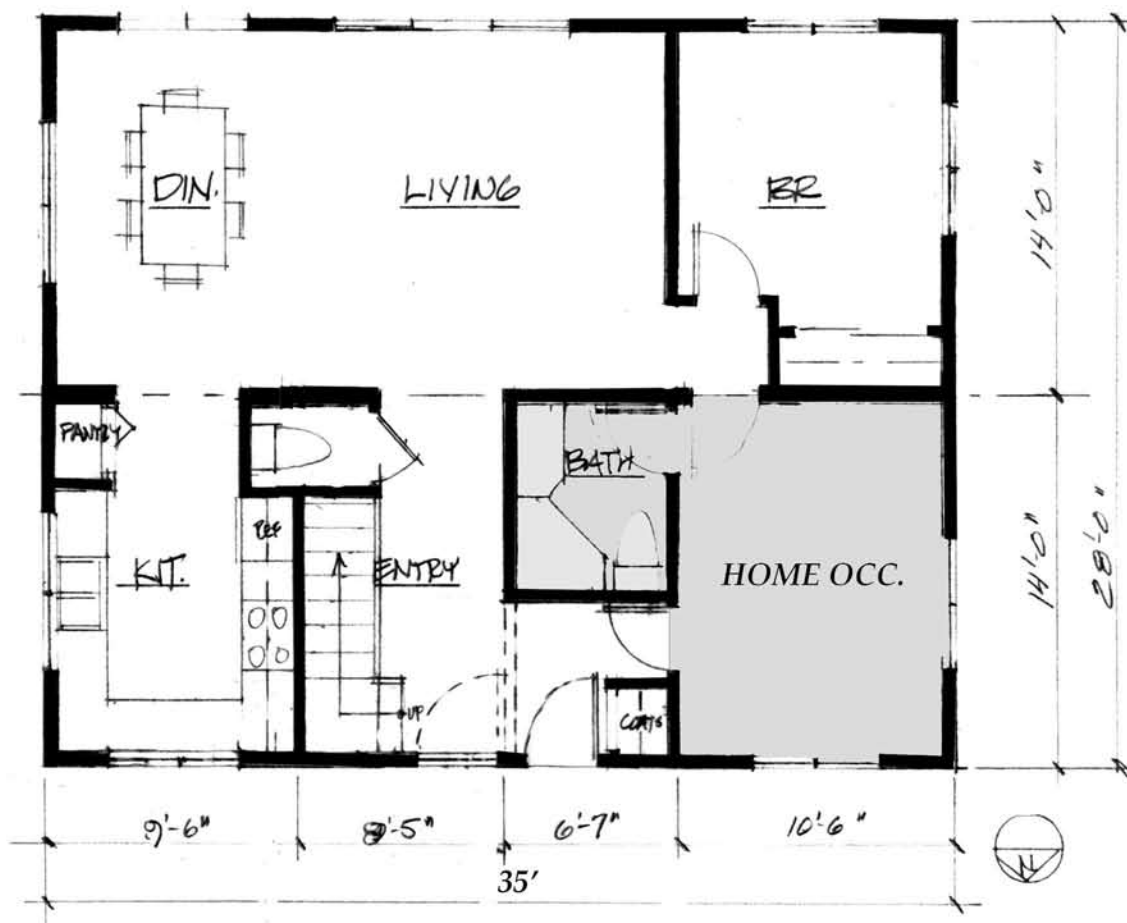 DIN.
LIVING
BR
14'-0"
PANTRY
BATH
REF
KIT.
ENTRY
HOME OCC.
14'-0"
28'-0"
UP
COATS
9'-6"
8'-5"
6'-7"
10'-6"
35'
N